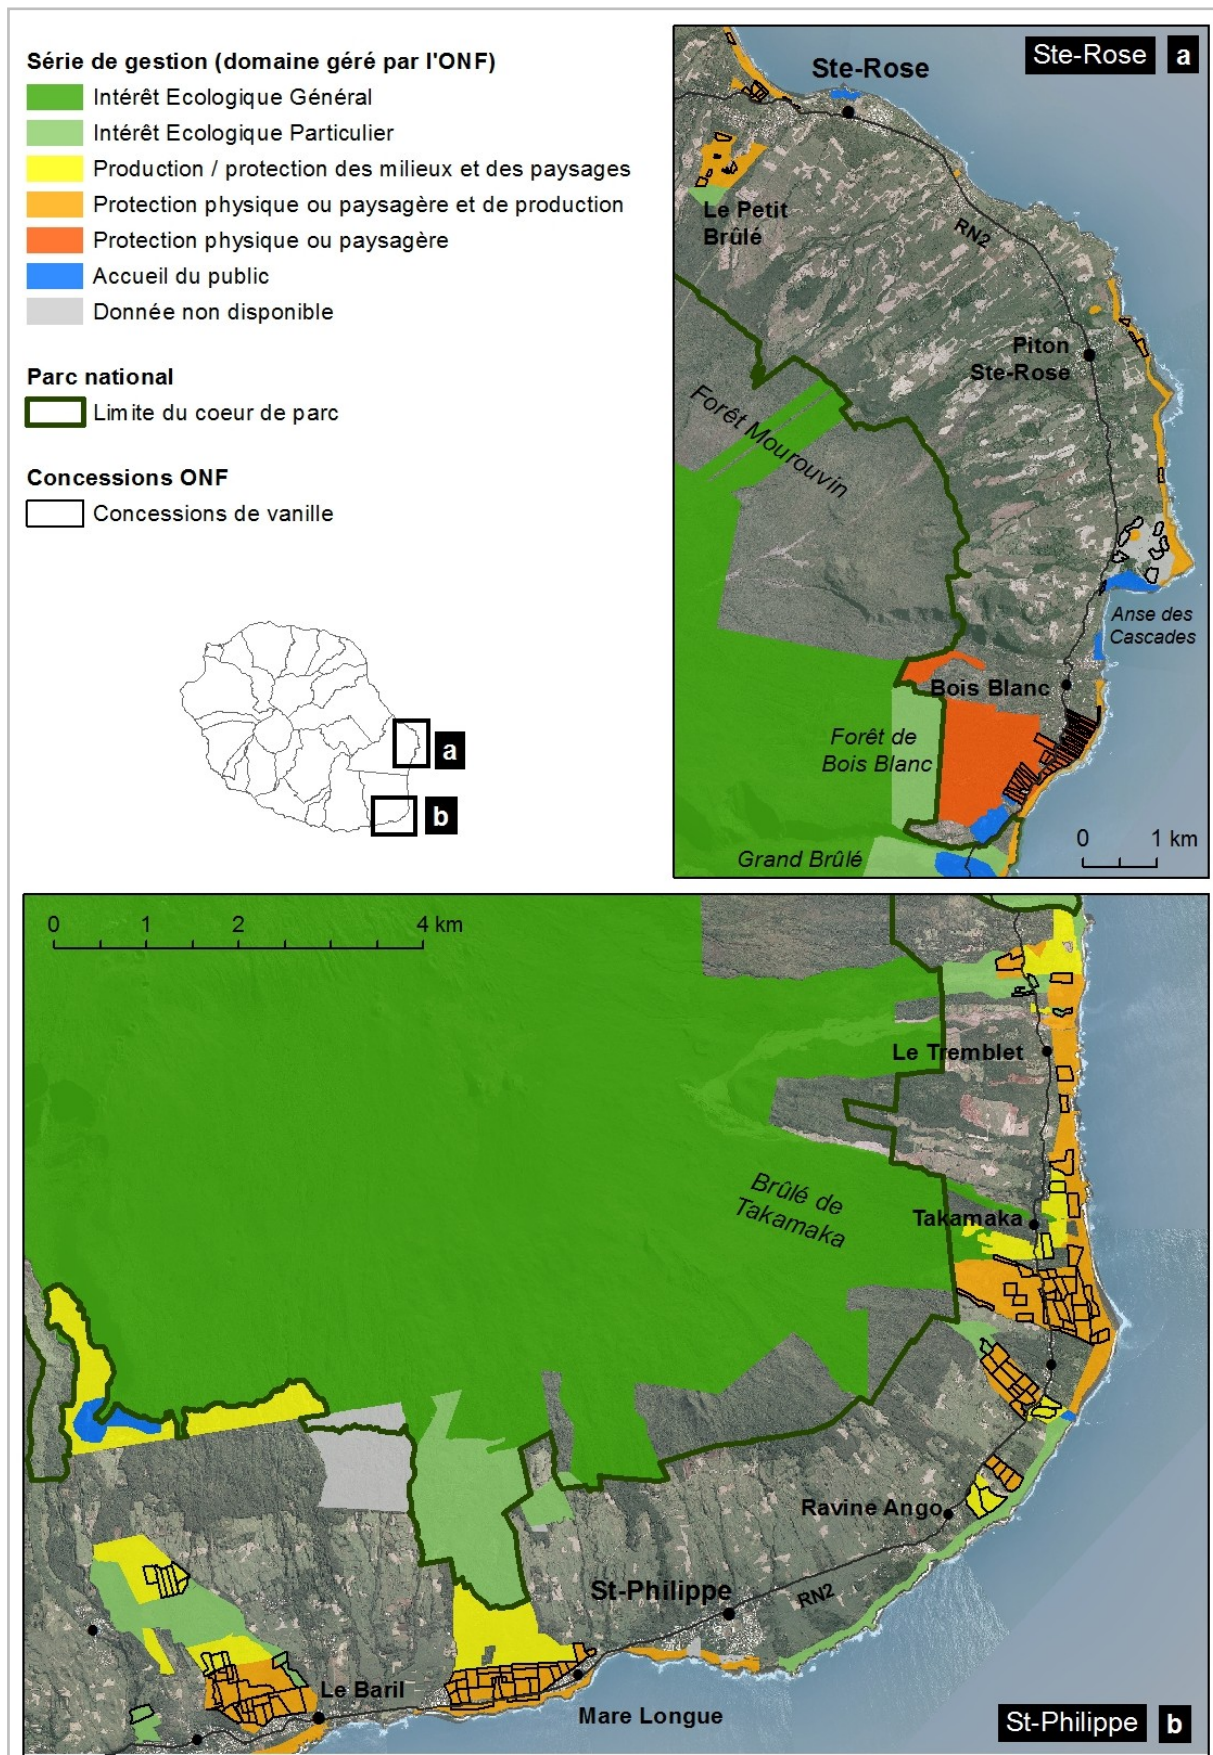 Série de gestion (domaine géré par l'ONF)
Intérêt Ecologique Général
Intérêt Ecologique Particulier
Production / protection des milieux et des paysages
Protection physique ou paysagère et de production
Protection physique ou paysagère
Accueil du public
Donnée non disponible
Parc national
Limite du coeur de parc
Concessions ONF
Concessions de vanille
a
b
Ste-Rose a
Ste-Rose
Le Petit
Brûlé
RN2
Piton
Ste-Rose
Forêt Mourouvin
Anse des
Cascades
Bois Blanc
Forêt de
Bois Blanc
Grand Brûlé
0 1 km
0 1 2 4 km
Le Tremblet
Brûlé de
Takamaka
Takamaka
Ravine Ango
St-Philippe
RN2
Le Baril
Mare Longue
St-Philippe b